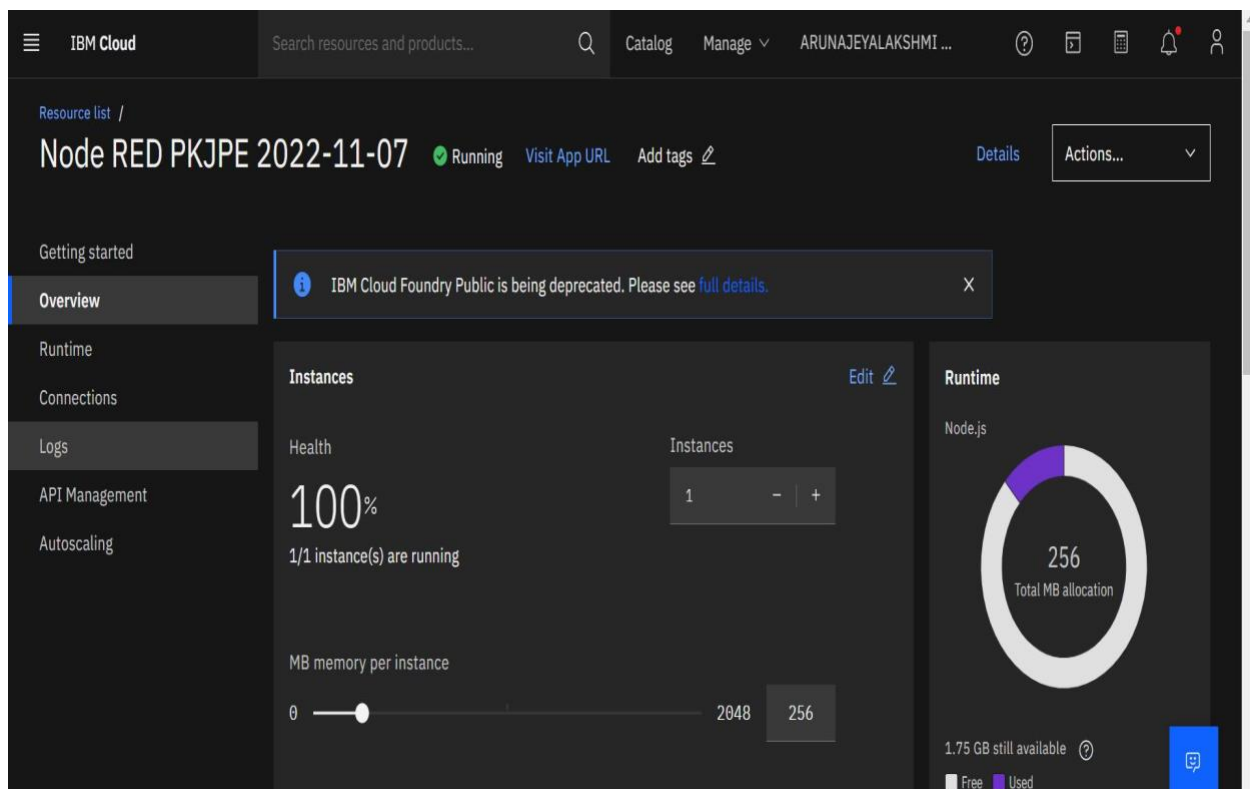 IBM Cloud
Search resources and products...
Catalog
Manage
ARUNAJEYALAKSHMI ...
Resource list /
Node RED PKJPE 2022-11-07
Running
Visit App URL
Add tags
Details
Actions...
Getting started
Overview
Runtime
Connections
Logs
API Management
Autoscaling
IBM Cloud Foundry Public is being deprecated. Please see full details.
Instances
Edit
Health
100%
1/1 instance(s) are running
Instances
1 - +
MB memory per instance
0
2048
256
Runtime
Node.js
256
Total MB allocation
1.75 GB still available
Free
Used